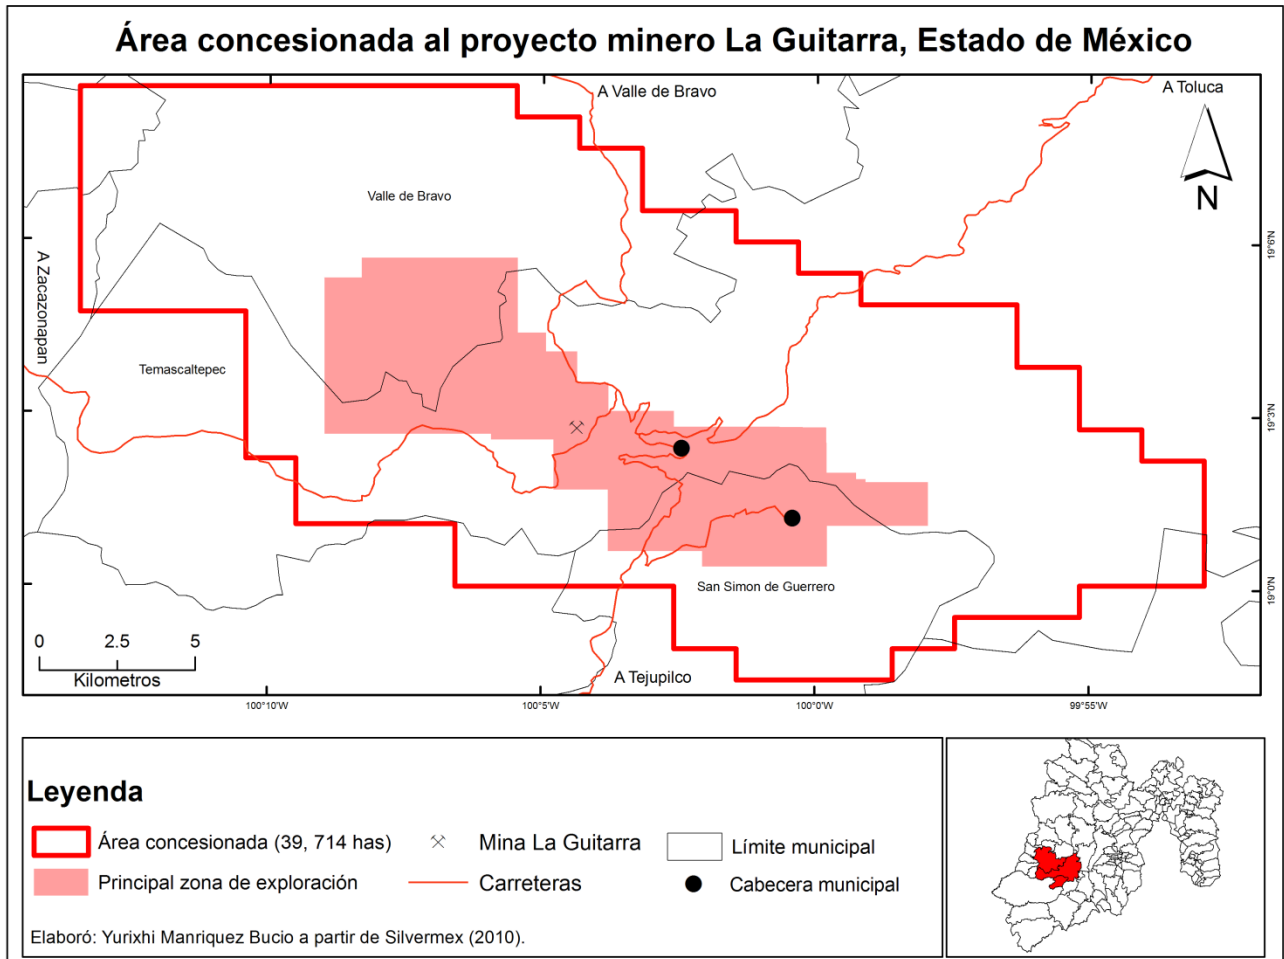 Área concesionada al proyecto minero La Guitarra, Estado de México
A Valle de Bravo
A Toluca
N
Valle de Bravo
19°6'N
A Zacazonapan
Temascaltepec
19°3'N
San Simon de Guerrero
19°0'N
0 2.5 5
Kilometros
A Tejupilco
100°10'W 100°5'W 100°0'W 99°55'W
Leyenda
Área concesionada (39, 714 has)
Mina La Guitarra
Límite municipal
Principal zona de exploración
Carreteras
Cabecera municipal
Elaboró: Yurixhi Manriquez Bucio a partir de Silvermex (2010).